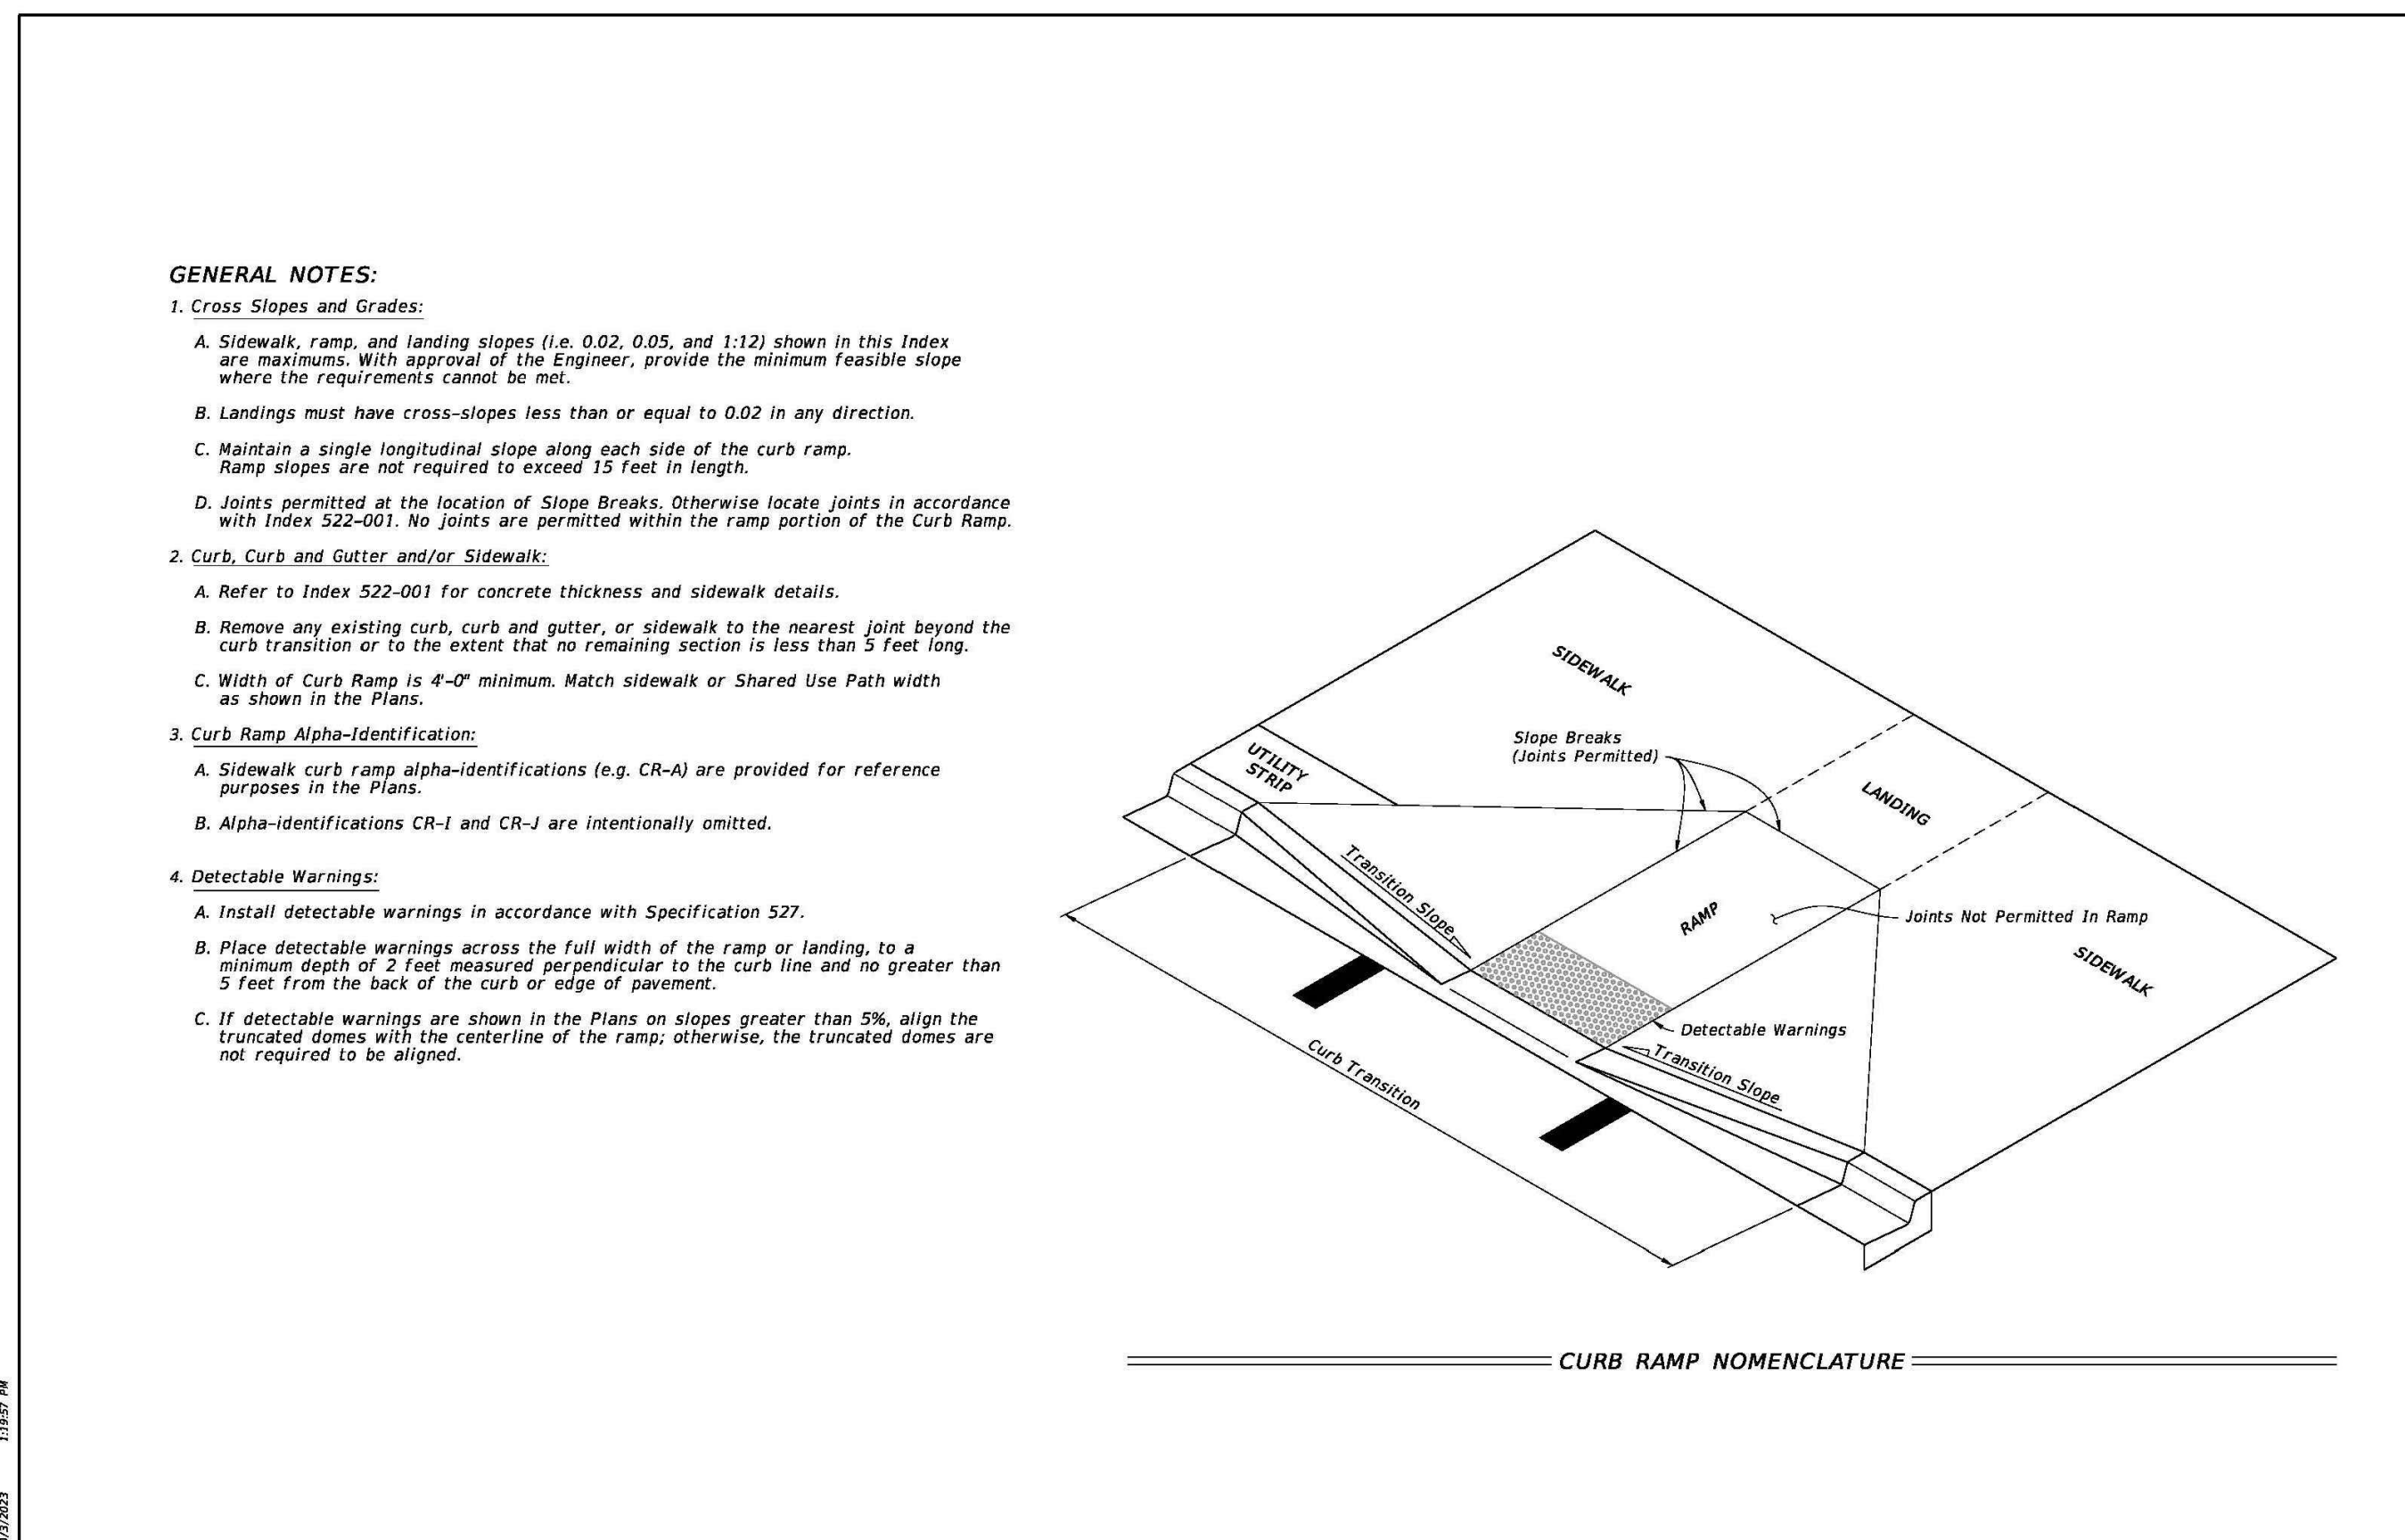 GENERAL NOTES:
1. Cross Slopes and Grades:
A. Sidewalk, ramp, and landing slopes (i.e. 0.02, 0.05, and 1:12) shown in this Index
are maximums. With approval of the Engineer, provide the minimum feasible slope
where the requirements cannot be met.
B. Landings must have cross-slopes less than or equal to 0.02 in any direction.
C. Maintain a single longitudinal slope along each side of the curb ramp.
Ramp slopes are not required to exceed 15 feet in length.
D. Joints permitted at the location of Slope Breaks. Otherwise locate joints in accordance
with Index 522-001. No joints are permitted within the ramp portion of the Curb Ramp.
2. Curb, Curb and Gutter and/or Sidewalk:
A. Refer to Index 522-001 for concrete thickness and sidewalk details.
B. Remove any existing curb, curb and gutter, or sidewalk to the nearest joint beyond the
curb transition or to the extent that no remaining section is less than 5 feet long.
C. Width of Curb Ramp is 4'-0" minimum. Match sidewalk or Shared Use Path width
as shown in the Plans.
3. Curb Ramp Alpha-Identification:
A. Sidewalk curb ramp alpha-identifications (e.g. CR-A) are provided for reference
purposes in the Plans.
B. Alpha-identifications CR-I and CR-J are intentionally omitted.
4. Detectable Warnings:
A. Install detectable warnings in accordance with Specification 527.
B. Place detectable warnings across the full width of the ramp or landing, to a
minimum depth of 2 feet measured perpendicular to the curb line and no greater than
5 feet from the back of the curb or edge of pavement.
C. If detectable warnings are shown in the Plans on slopes greater than 5%, align the
truncated domes with the centerline of the ramp; otherwise, the truncated domes are
not required to be aligned.
SIDEWALK
Slope Breaks
(Joints Permitted)
UTILITY
STRIP
LANDING
Transition Slope
RAMP
Joints Not Permitted In Ramp
SIDEWALK
Detectable Warnings
Transition Slope
Curb Transition
CURB RAMP NOMENCLATURE
1:19:57 PM
/3/2023